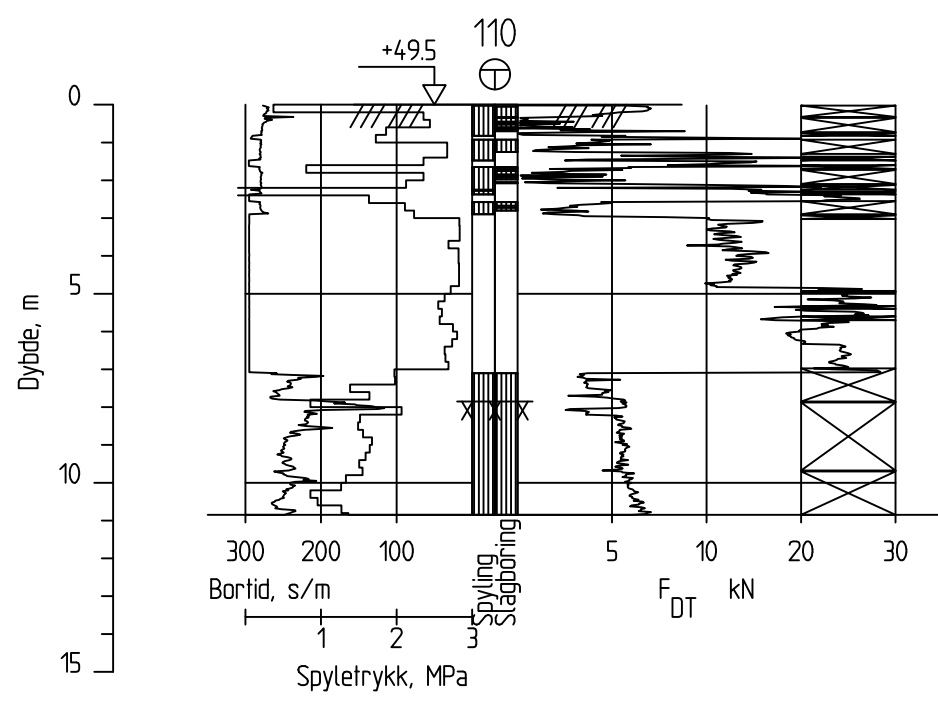 110
+49.5
0
5
10
15
Dybde, m
300 200 100
Bortid, s/m
1 2 3
Spyletrykk, MPa
Spyling
Slagboring
5 10 20 30
F DT kN